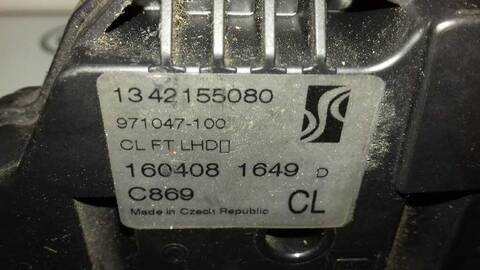 1342155080
971047-100
CL FT LHD▯
160408 1649 D
C869
Made in Czech Republic
CL